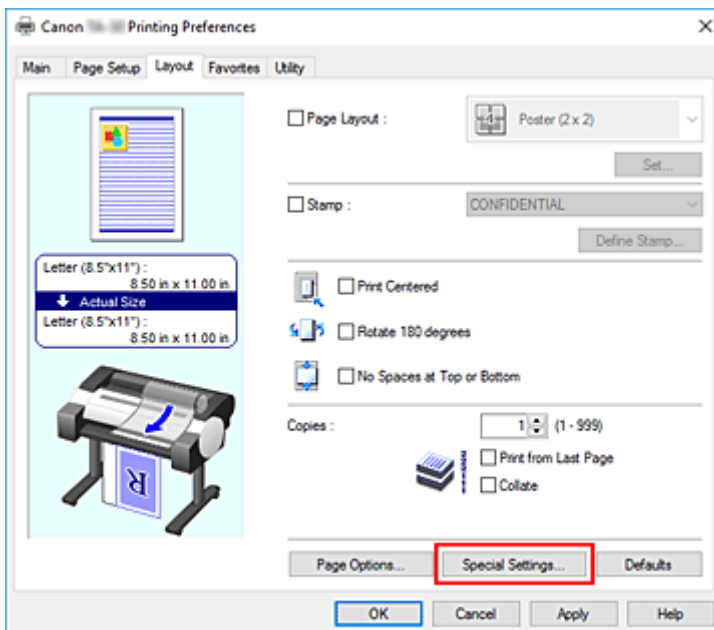 Canon Printing Preferences
Main Page Setup Layout Favorites Utility
Page Layout :
4
Poster (2 x 2)
Set...
Stamp :
CONFIDENTIAL
Define Stamp...
Letter (8.5"x11") :
8.50 in x 11.00 in
Actual Size
Letter (8.5"x11") :
8.50 in x 11.00 in
Print Centered
Rotate 180 degrees
No Spaces at Top or Bottom
Copies :
1 (1 - 999)
Print from Last Page
Collate
R
Page Options... Special Settings... Defaults
OK Cancel Apply Help